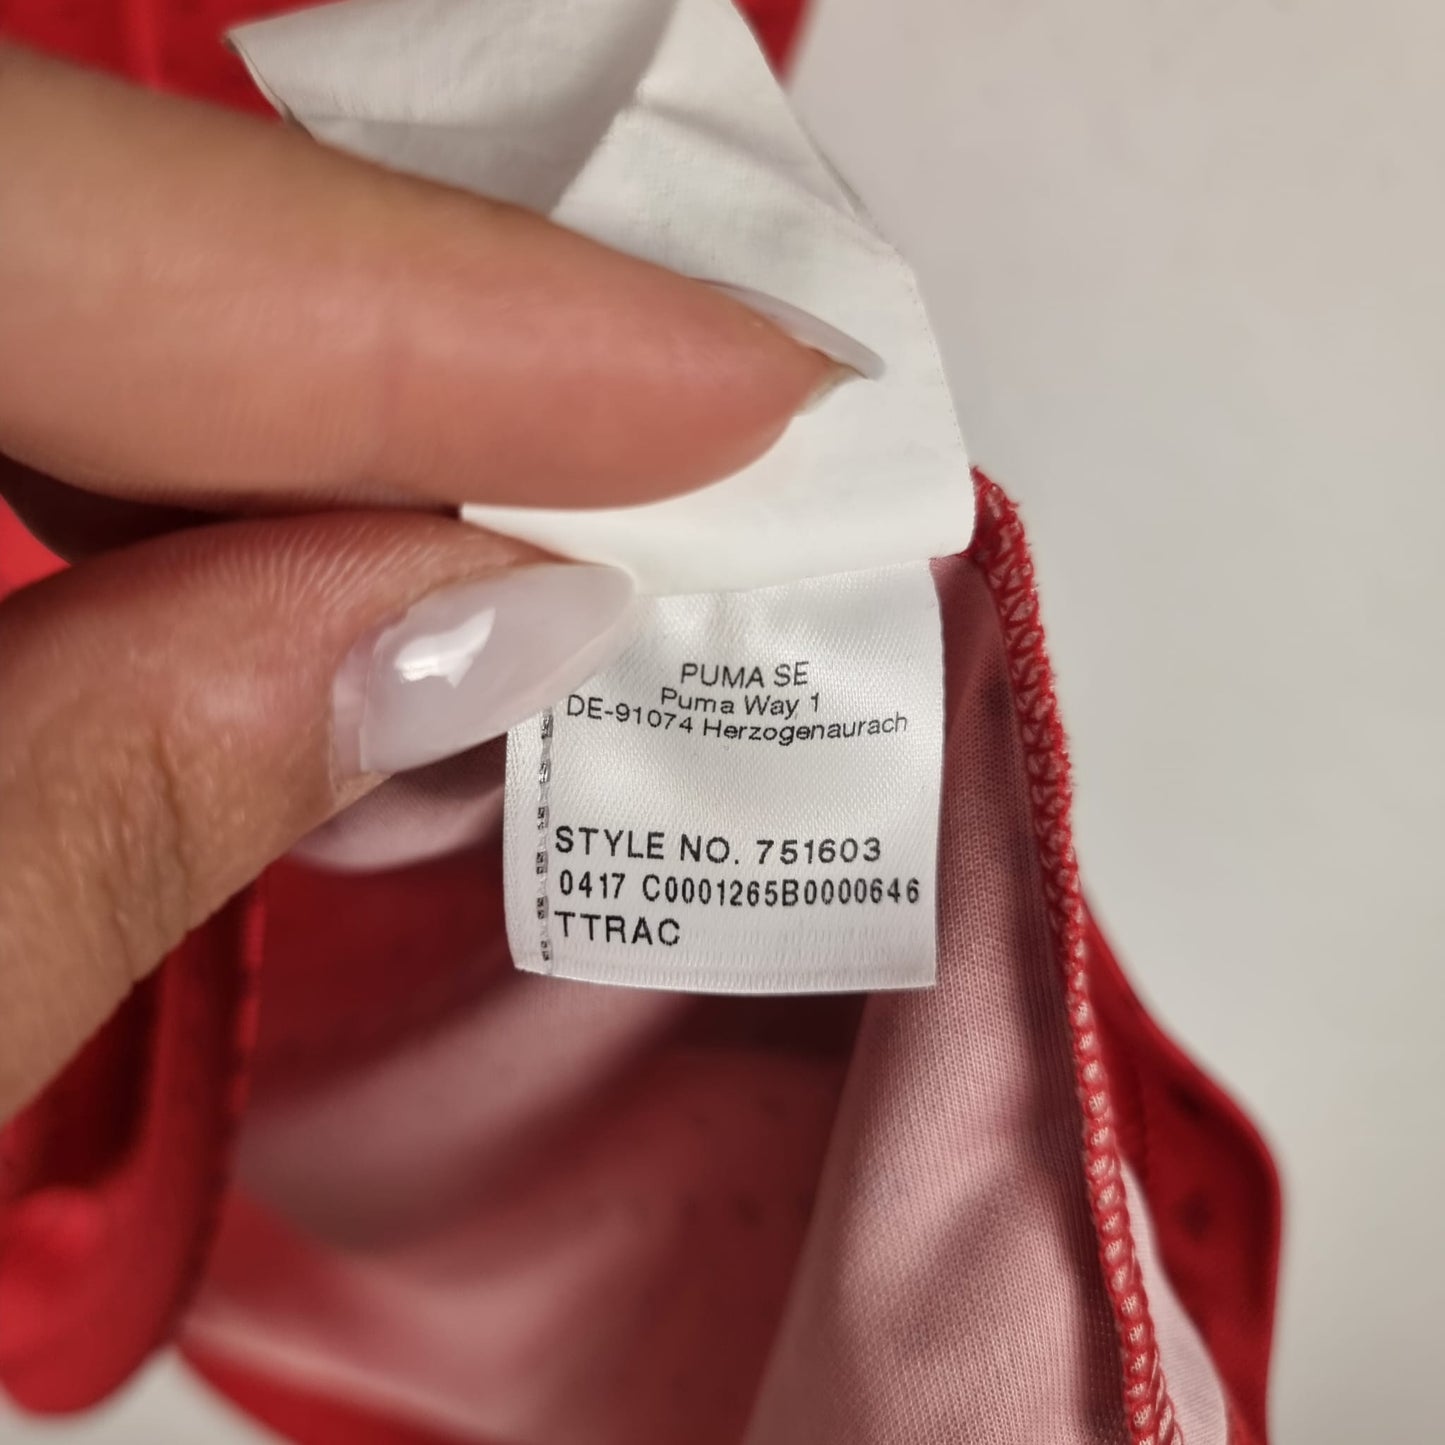 PUMA SE
Puma Way 1
DE-91074 Herzogenaurach
STYLE NO. 751603
0417 C0001265B0000646
TTRAC